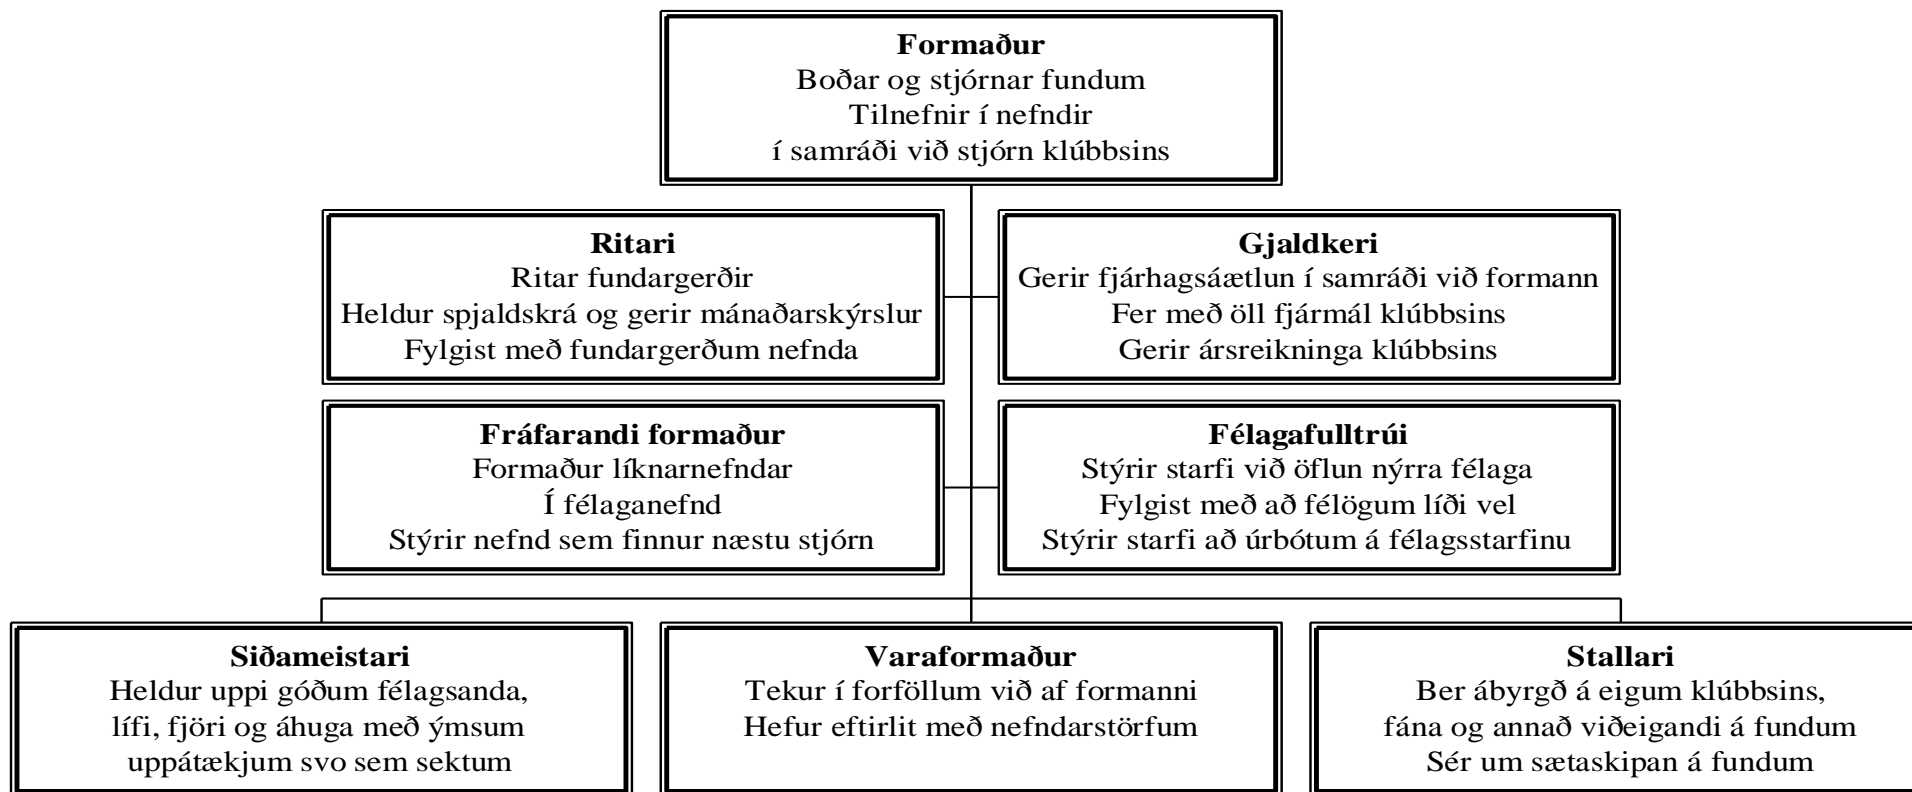 Formaður
Boðar og stjórnar fundum
Tilnefnir í nefndir
í samráði við stjórn klúbbsins
Ritari
Ritar fundargerðir
Heldur spjaldskrá og gerir mánaðarskýrslur
Fylgist með fundargerðum nefnda
Gjaldkeri
Gerir fjárhagsáætlun í samráði við formann
Fer með öll fjármál klúbbsins
Gerir ársreikninga klúbbsins
Fráfarandi formaður
Formaður líknarnefndar
Í félaganefnd
Stýrir nefnd sem finnur næstu stjórn
Félagafulltrúi
Stýrir starfi við öflun nýrra félaga
Fylgist með að félögum líði vel
Stýrir starfi að úrbótum á félagsstarfinu
Siðameistari
Heldur uppi góðum félagsanda,
lífi, fjöri og áhuga með ýmsum
uppátækjum svo sem sektum
Varaformaður
Tekur í forföllum við af formanni
Hefur eftirlit með nefndarstörfum
Stallari
Ber ábyrgð á eigum klúbbsins,
fána og annað viðeigandi á fundum
Sér um sætaskipan á fundum